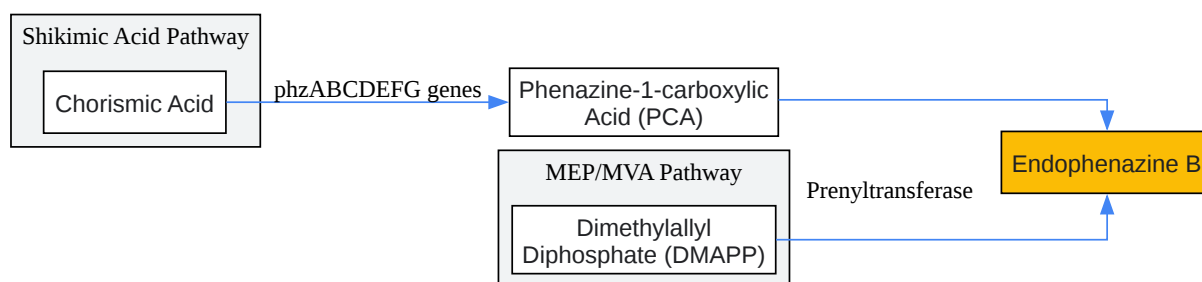 Shikimic Acid Pathway
Chorismic Acid
phzABCDEFG genes
Phenazine-1-carboxylic
Acid (PCA)
MEP/MVA Pathway
Dimethylallyl
Diphosphate (DMAPP)
Prenyltransferase
Endophenazine B